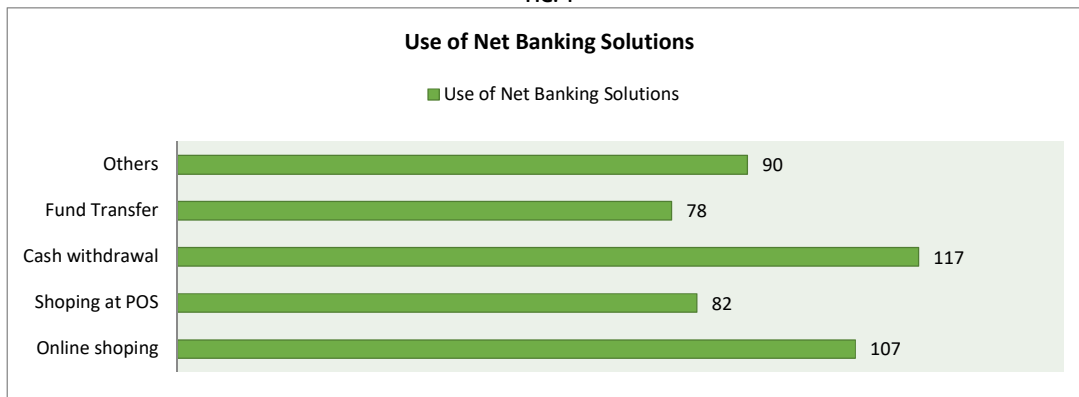 Use of Net Banking Solutions
Use of Net Banking Solutions
Others 90
Fund Transfer 78
Cash withdrawal 117
Shoping at POS 82
Online shoping 107